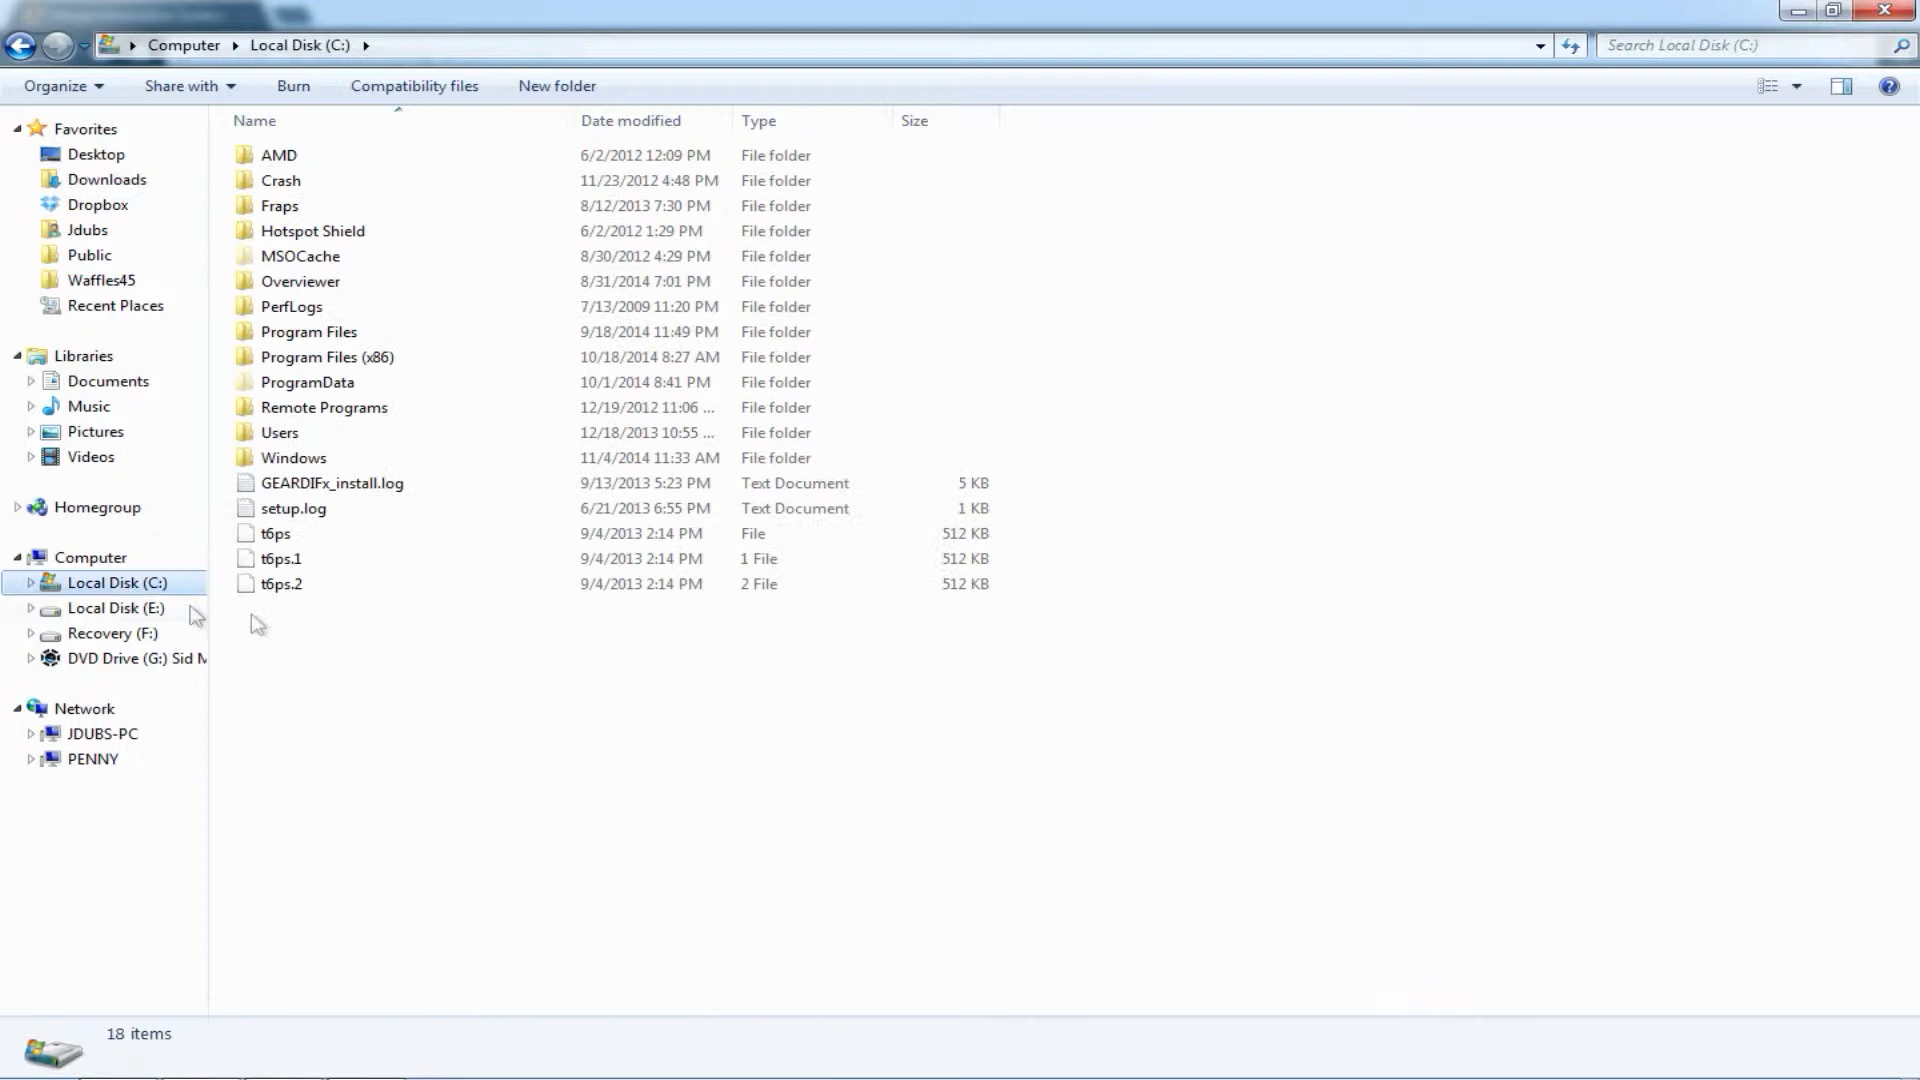 Computer Local Disk (C:)
Search Local Disk (C:)
Organize Share with Burn Compatibility files New folder
Favorites
Desktop
Downloads
Dropbox
Jdubs
Public
Waffles45
Recent Places
Libraries
Documents
Music
Pictures
Videos
Homegroup
Computer
Local Disk (C:)
Local Disk (E:)
Recovery (F:)
DVD Drive (G:) Sid M
Network
JDUBS-PC
PENNY
Name Date modified Type Size
AMD 6/2/2012 12:09 PM File folder
Crash 11/23/2012 4:48 PM File folder
Fraps 8/12/2013 7:30 PM File folder
Hotspot Shield 6/2/2012 1:29 PM File folder
MSOCache 8/30/2012 4:29 PM File folder
Overviewer 8/31/2014 7:01 PM File folder
PerfLogs 7/13/2009 11:20 PM File folder
Program Files 9/18/2014 11:49 PM File folder
Program Files (x86) 10/18/2014 8:27 AM File folder
ProgramData 10/1/2014 8:41 PM File folder
Remote Programs 12/19/2012 11:06 ... File folder
Users 12/18/2013 10:55 ... File folder
Windows 11/4/2014 11:33 AM File folder
GEARDIFx_install.log 9/13/2013 5:23 PM Text Document 5 KB
setup.log 6/21/2013 6:55 PM Text Document 1 KB
t6ps 9/4/2013 2:14 PM File 512 KB
t6ps.1 9/4/2013 2:14 PM 1 File 512 KB
t6ps.2 9/4/2013 2:14 PM 2 File 512 KB
18 items